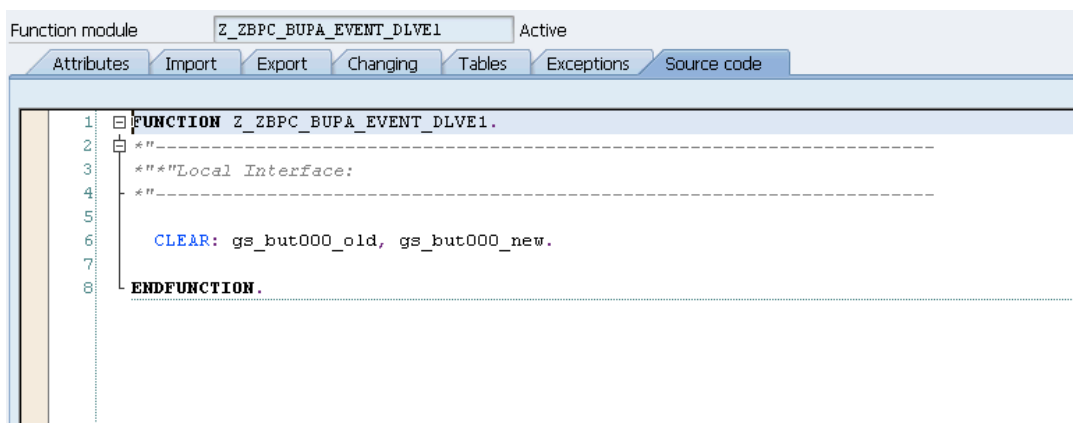 Function module Z_ZBPC_BUPA_EVENT_DLVE1 Active
Attributes Import Export Changing Tables Exceptions Source code
1 FUNCTION Z_ZBPC_BUPA_EVENT_DLVE1.
2 *"----------------------------------------------------------------------
3 *"*"Local Interface:
4 *"----------------------------------------------------------------------
5
6 CLEAR: gs_but000_old, gs_but000_new.
7
8 ENDFUNCTION.